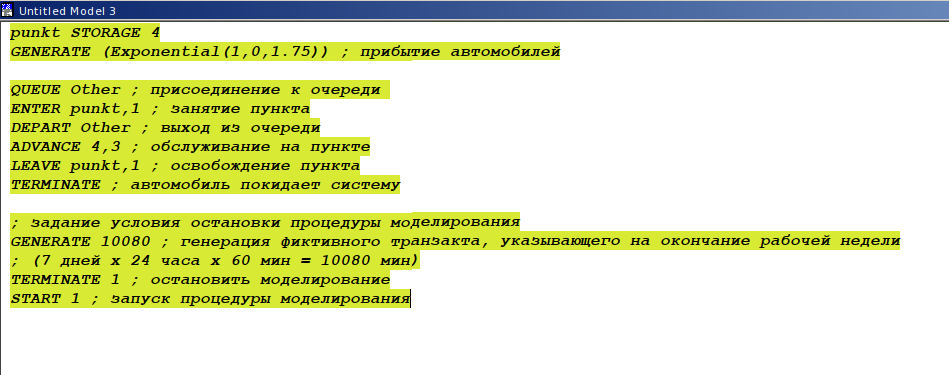 Untitled Model 3
punkt STORAGE 4
GENERATE (Exponential(1,0,1.75)) ; прибытие автомобилей
QUEUE Other ; присоединение к очереди
ENTER punkt,1 ; занятие пункта
DEPART Other ; выход из очереди
ADVANCE 4,3 ; обслуживание на пункте
LEAVE punkt,1 ; освобождение пункта
TERMINATE ; автомобиль покидает систему
; задание условия остановки процедуры моделирования
GENERATE 10080 ; генерация фиктивного транзакта, указывающего на окончание рабочей недели
; (7 дней x 24 часа x 60 мин = 10080 мин)
TERMINATE 1 ; остановить моделирование
START 1 ; запуск процедуры моделирования